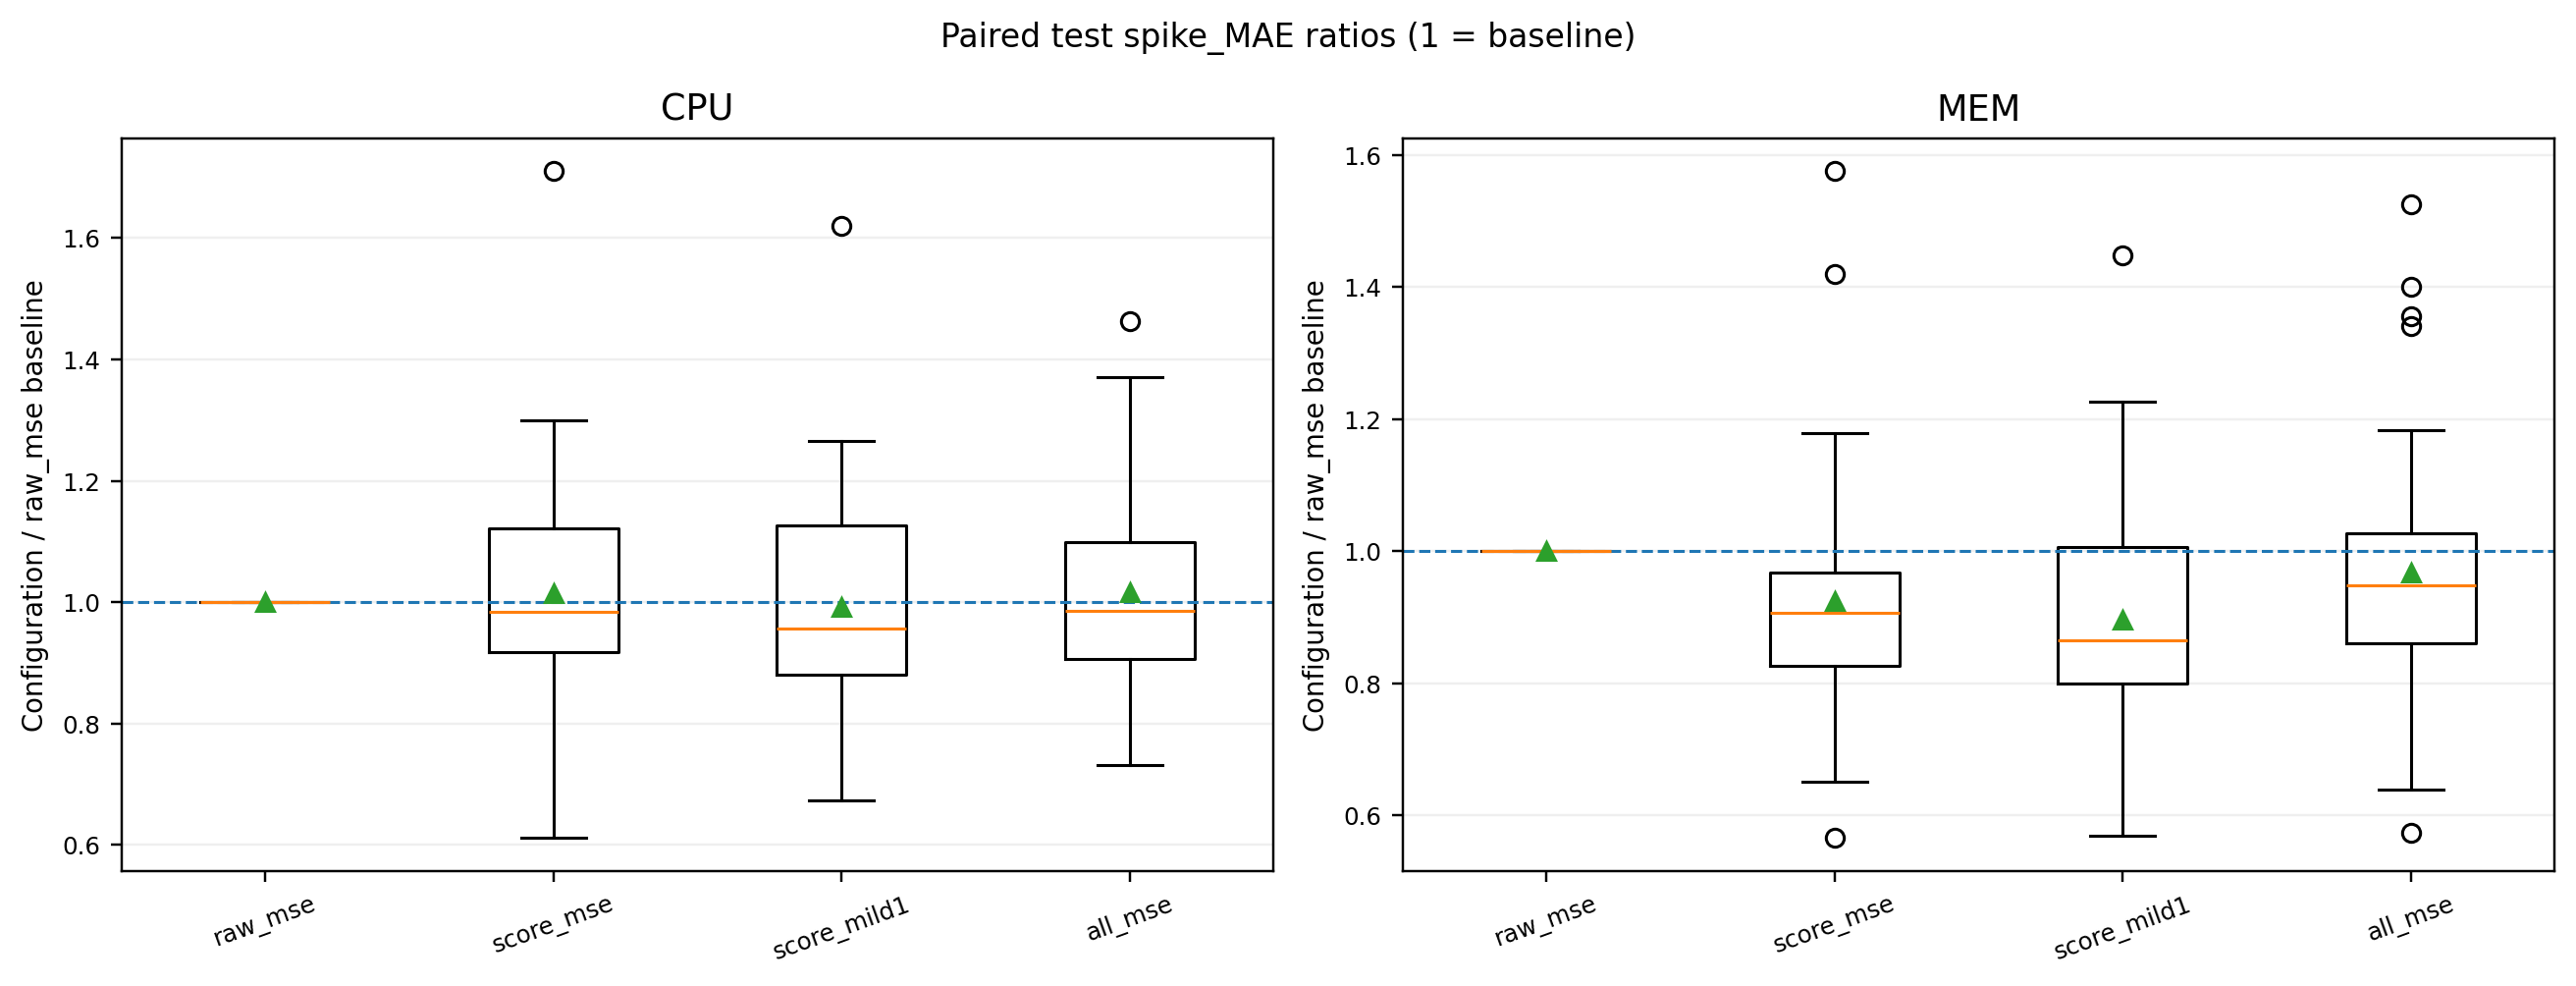 Paired test spike_MAE ratios (1 = baseline)
CPU
Configuration / raw_mse baseline
1.6
1.4
1.2
1.0
0.8
0.6
raw_mse
score_mse
score_mild1
all_mse
MEM
Configuration / raw_mse baseline
1.6
1.4
1.2
1.0
0.8
0.6
raw_mse
score_mse
score_mild1
all_mse